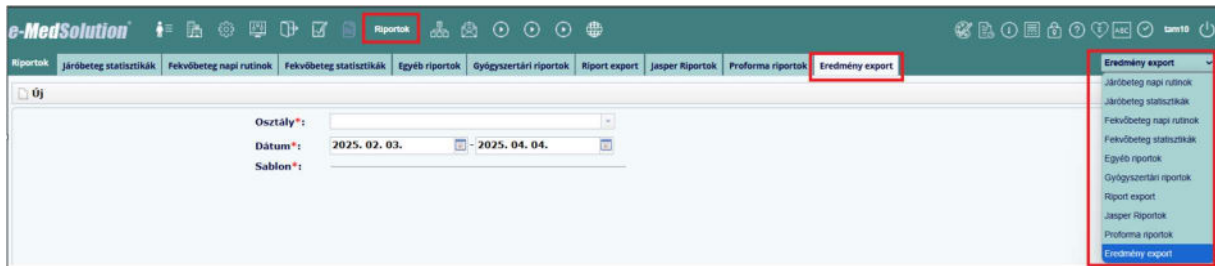 e-MedSolution Riportok ABC tam10
Riportok Járóbeteg statisztikák Fekvőbeteg napi rutinok Fekvőbeteg statisztikák Egyéb riportok Gyógyszertári riportok Riport export Jasper Riportok Proforma riportok Eredmény export Eredmény export
Új
Osztály*:
Dátum*: 2025. 02. 03. - 2025. 04. 04.
Sablon*:
Járóbeteg napi rutinok
Járóbeteg statisztikák
Fekvőbeteg napi rutinok
Fekvőbeteg statisztikák
Egyéb riportok
Gyógyszertári riportok
Riport export
Jasper Riportok
Proforma riportok
Eredmény export